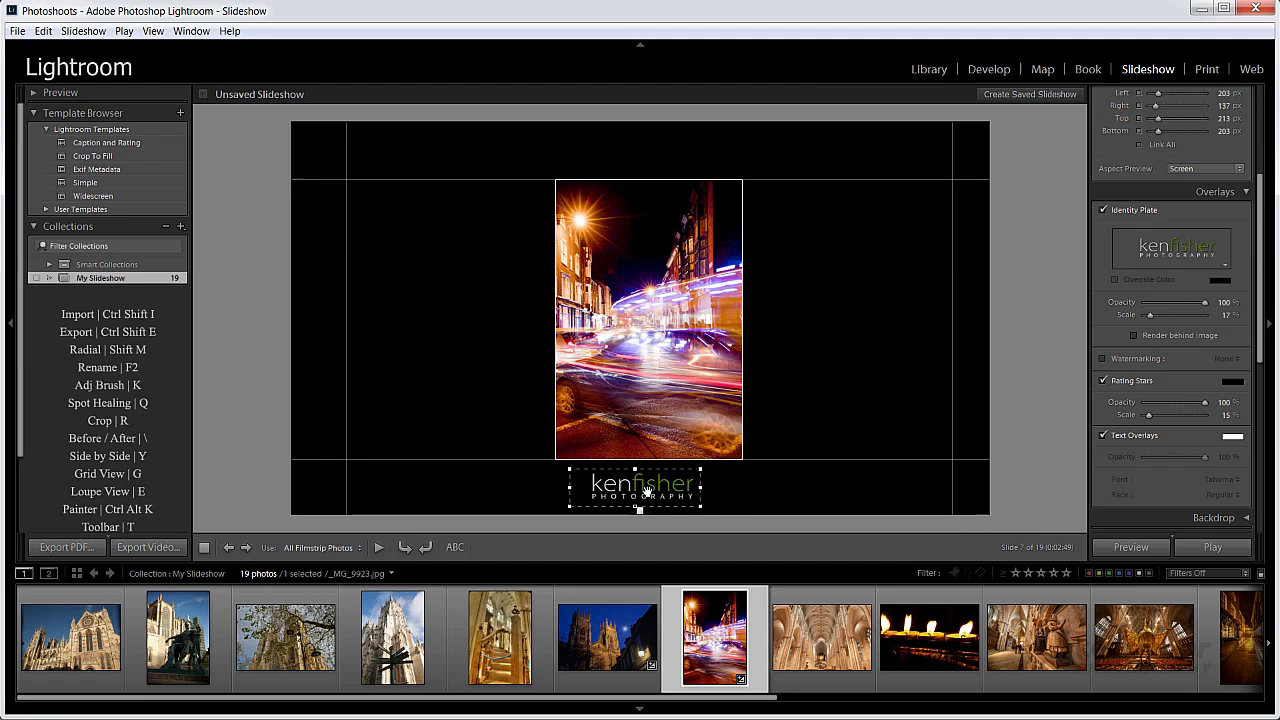 Photoshoots - Adobe Photoshop Lightroom - Slideshow
File Edit Slideshow Play View Window Help
Lightroom
Library | Develop | Map | Book | Slideshow | Print | Web
Preview
Template Browser +
Lightroom Templates
Caption and Rating
Crop To Fill
Exif Metadata
Simple
Widescreen
User Templates
Collections − +
Filter Collections
Smart Collections
My Slideshow 19
Import | Ctrl Shift I
Export | Ctrl Shift E
Radial | Shift M
Rename | F2
Adj Brush | K
Spot Healing | Q
Crop | R
Before / After | \
Side by Side | Y
Grid View | G
Loupe View | E
Painter | Ctrl Alt K
Toolbar | T
Export PDF... Export Video...
Unsaved Slideshow Create Saved Slideshow
kenfisher
PHOTOGRAPHY
Use: All Filmstrip Photos ABC Slide 7 of 19 (0:02:49)
Left 203 px
Right 137 px
Top 213 px
Bottom 203 px
Link All
Aspect Preview Screen
Overlays
Identity Plate
kenfisher
PHOTOGRAPHY
Override Color
Opacity 100 %
Scale 17 %
Render behind image
Watermarking : None
Rating Stars
Opacity 100 %
Scale 15 %
Text Overlays
Opacity 100 %
Font : Tahoma
Face : Regular
Backdrop
Preview Play
1 2 Collection : My Slideshow 19 photos /1 selected /_MG_9923.jpg Filter : Filters Off